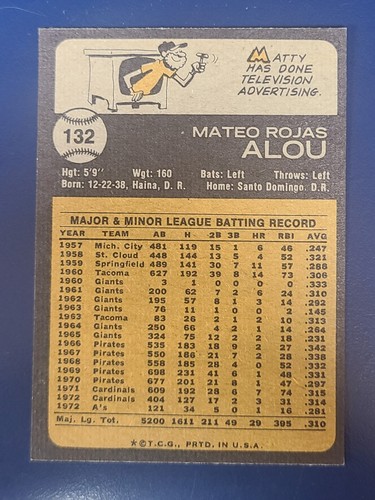 MATTY
HAS DONE
TELEVISION
ADVERTISING.
132
MATEO ROJAS
ALOU
Hgt: 5'9" Wgt: 160 Bats: Left Throws: Left
Born: 12-22-38, Haina, D. R. Home: Santo Domingo. D.R.
MAJOR & MINOR LEAGUE BATTING RECORD
YEAR TEAM AB H 2B 3B HR RBI AVG
1957 Mich. City 481 119 15 1 6 46 .247
1958 St. Cloud 448 144 13 5 4 52 .321
1959 Springfield 489 141 30 7 11 57 .288
1960 Tacoma 627 192 39 8 14 73 .306
1960 Giants 3 1 0 0 0 0 .333
1961 Giants 200 62 7 2 6 24 .310
1962 Giants 195 57 8 1 3 14 .292
1963 Giants 76 11 1 0 0 2 .145
1963 Tacoma 83 26 2 1 2 10 .313
1964 Giants 250 66 4 2 1 14 .264
1965 Giants 324 75 12 2 2 18 .231
1966 Pirates 535 183 18 9 2 27 .342
1967 Pirates 550 186 21 7 2 28 .338
1968 Pirates 558 185 28 4 0 52 .332
1969 Pirates 698 231 41 6 1 48 .331
1970 Pirates 677 201 21 8 1 47 .297
1971 Cardinals 609 192 28 6 7 74 .315
1972 Cardinals 404 127 17 2 3 31 .314
1972 A's 121 34 5 0 1 16 .281
Maj. Lg. Tot. 5200 1611 211 49 29 395 .310
*©T.C.G., PRTD. IN U.S.A.